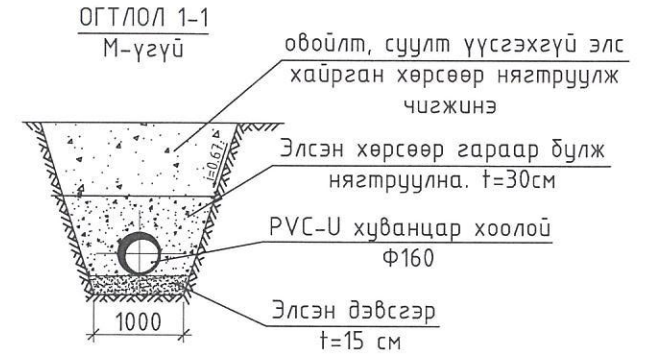 ОГТЛОЛ 1-1
М-үгүй
овойлт, суулт үүсгэхгүй элс
хайрган хөрсөөр нягтруулж
чигжинэ
i=0.67
Элсэн хөрсөөр гараар булж
нягтруулна. t=30см
PVC-U хуванцар хоолой
Ф160
1000
Элсэн дэвсгэр
t=15 см